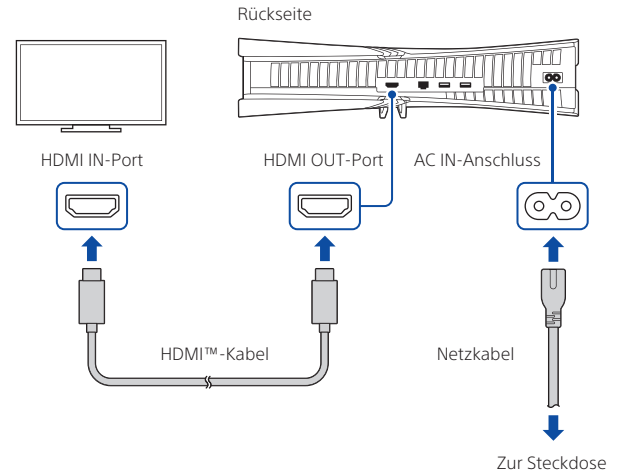 Rückseite
HDMI IN-Port
HDMI OUT-Port
AC IN-Anschluss
HDMI™-Kabel
Netzkabel
Zur Steckdose